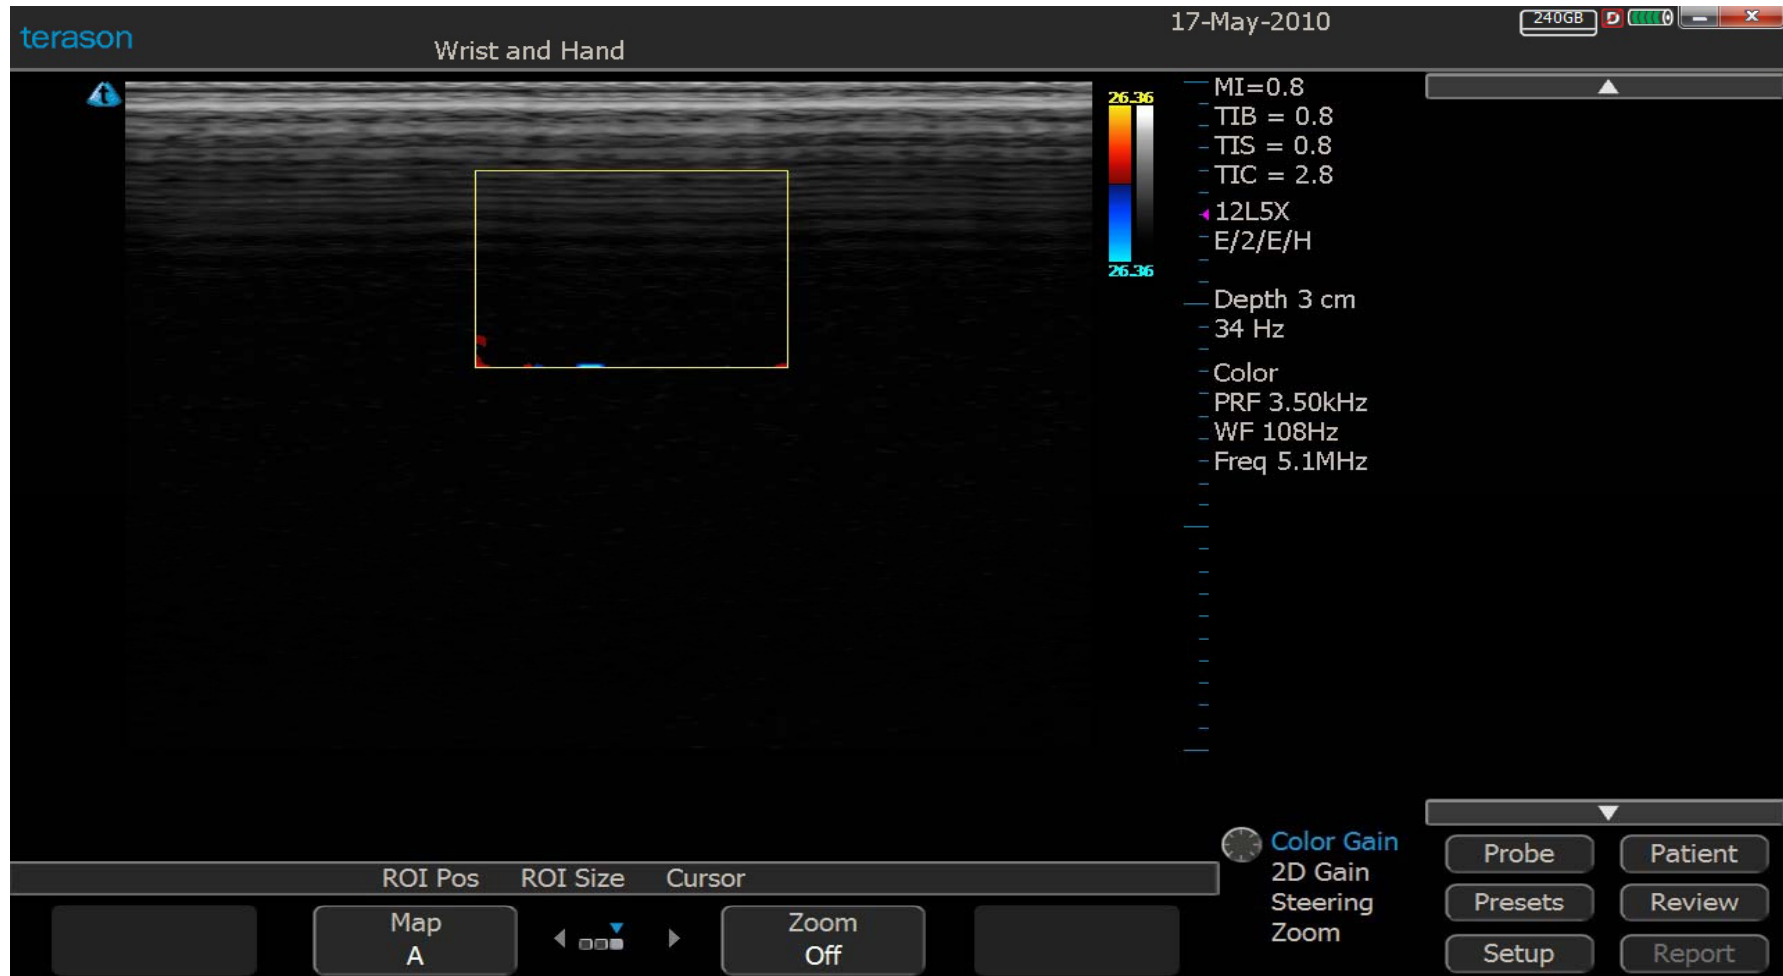 terason
Wrist and Hand
17-May-2010
240GB
D
t
26.36
26.36
MI=0.8
TIB = 0.8
TIS = 0.8
TIC = 2.8
12L5X
E/2/E/H
Depth 3 cm
34 Hz
Color
PRF 3.50kHz
WF 108Hz
Freq 5.1MHz
Color Gain
2D Gain
Steering
Zoom
Probe
Patient
Presets
Review
Setup
Report
ROI Pos ROI Size Cursor
Map
A
Zoom
Off